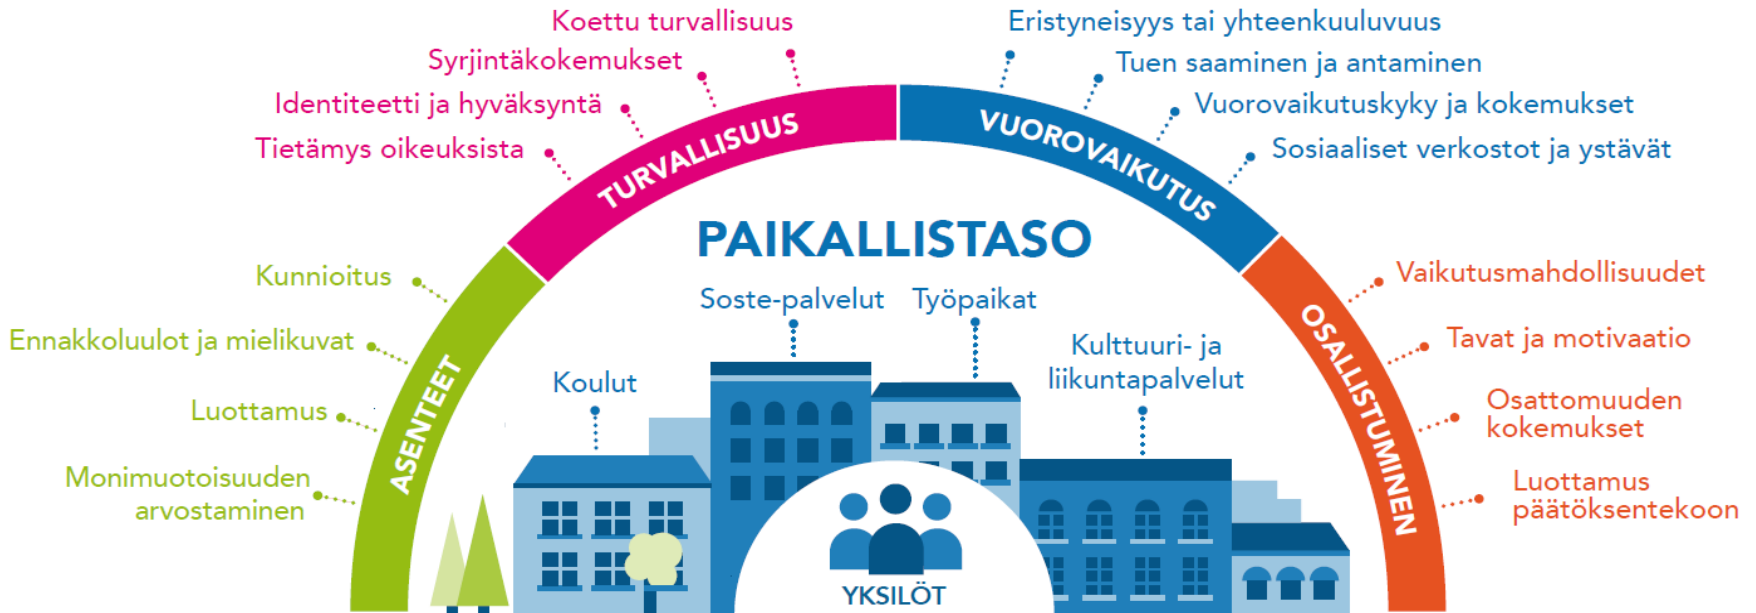 Koettu turvallisuus
Syrjintäkokemukset
Identiteetti ja hyväksyntä
Tietämys oikeuksista
TURVALLISUUS
Eristyneisyys tai yhteenkuuluvuus
Tuen saaminen ja antaminen
Vuorovaikutuskyky ja kokemukset
Sosiaaliset verkostot ja ystävät
VUOROVAIKUTUS
Kunnioitus
Ennakkoluulot ja mielikuvat
Luottamus
Monimuotoisuuden
arvostaminen
ASENTEET
PAIKALLISTASO
Koulut
Soste-palvelut
Työpaikat
Kulttuuri- ja
liikuntapalvelut
YKSILÖT
Vaikutusmahdollisuudet
Tavat ja motivaatio
Osattomuuden
kokemukset
Luottamus
päätöksentekoon
OSALLISTUMINEN